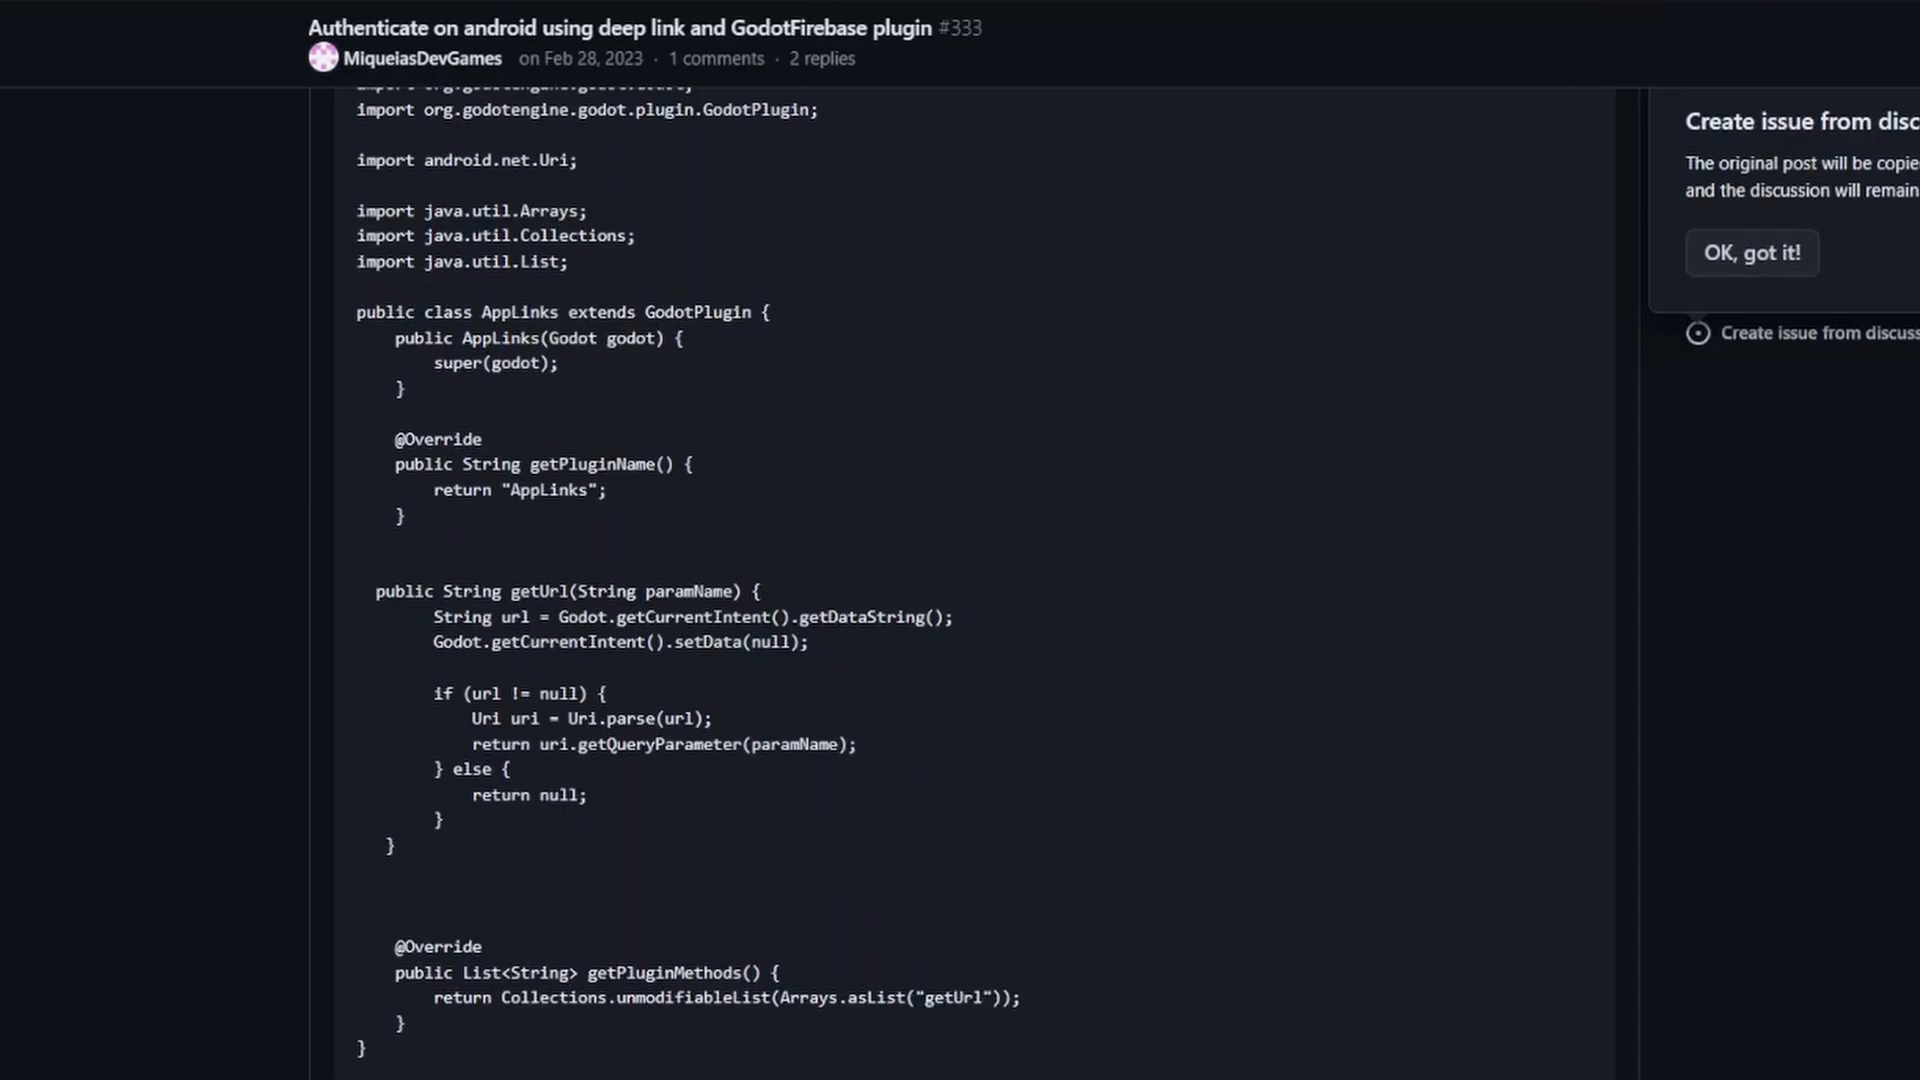 Authenticate on android using deep link and GodotFirebase plugin #333
MiqueiasDevGames on Feb 28, 2023 · 1 comments · 2 replies
import org.godotengine.godot.plugin.GodotPlugin;
import android.net.Uri;
import java.util.Arrays;
import java.util.Collections;
import java.util.List;
public class AppLinks extends GodotPlugin {
public AppLinks(Godot godot) {
super(godot);
}
@Override
public String getPluginName() {
return "AppLinks";
}
public String getUrl(String paramName) {
String url = Godot.getCurrentIntent().getDataString();
Godot.getCurrentIntent().setData(null);
if (url != null) {
Uri uri = Uri.parse(url);
return uri.getQueryParameter(paramName);
} else {
return null;
}
}
@Override
public List<String> getPluginMethods() {
return Collections.unmodifiableList(Arrays.asList("getUrl"));
}
}
Create issue from disc
The original post will be copie
and the discussion will remain
OK, got it!
Create issue from discuss